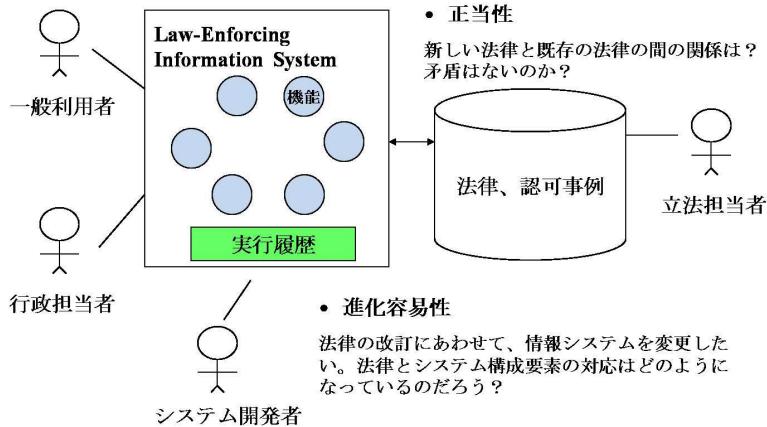 Law-Enforcing
Information System
機能
実行履歴
一般利用者
行政担当者
システム開発者
• 正当性
新しい法律と既存の法律の間の関係は？
矛盾はないのか？
法律、認可事例
立法担当者
• 進化容易性
法律の改訂にあわせて、情報システムを変更した
い。法律とシステム構成要素の対応はどのように
なっているのだろう？